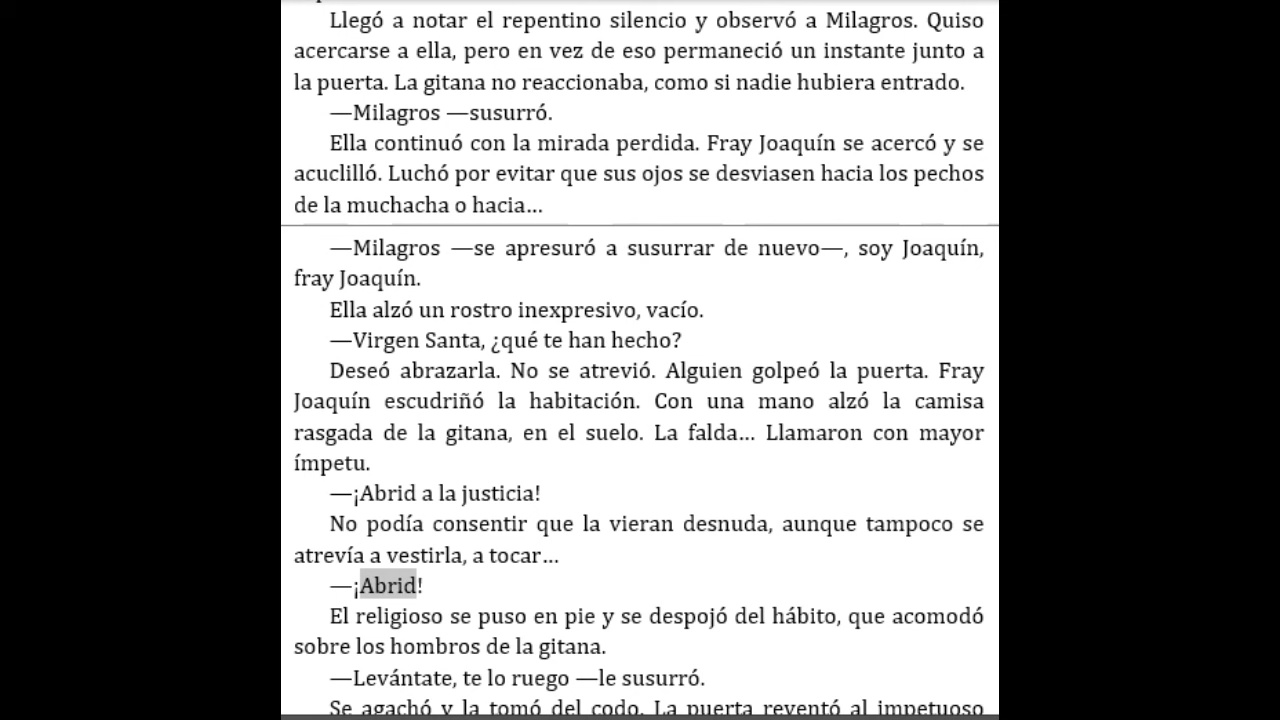 Llegó a notar el repentino silencio y observó a Milagros. Quiso
acercarse a ella, pero en vez de eso permaneció un instante junto a
la puerta. La gitana no reaccionaba, como si nadie hubiera entrado.
—Milagros —susurró.
Ella continuó con la mirada perdida. Fray Joaquín se acercó y se
acuclilló. Luchó por evitar que sus ojos se desviasen hacia los pechos
de la muchacha o hacia…
—Milagros —se apresuró a susurrar de nuevo—, soy Joaquín,
fray Joaquín.
Ella alzó un rostro inexpresivo, vacío.
—Virgen Santa, ¿qué te han hecho?
Deseó abrazarla. No se atrevió. Alguien golpeó la puerta. Fray
Joaquín escudriñó la habitación. Con una mano alzó la camisa
rasgada de la gitana, en el suelo. La falda… Llamaron con mayor
ímpetu.
—¡Abrid a la justicia!
No podía consentir que la vieran desnuda, aunque tampoco se
atrevía a vestirla, a tocar…
—¡Abrid!
El religioso se puso en pie y se despojó del hábito, que acomodó
sobre los hombros de la gitana.
—Levántate, te lo ruego —le susurró.
Se agachó y la tomó del codo. La puerta reventó al impetuoso